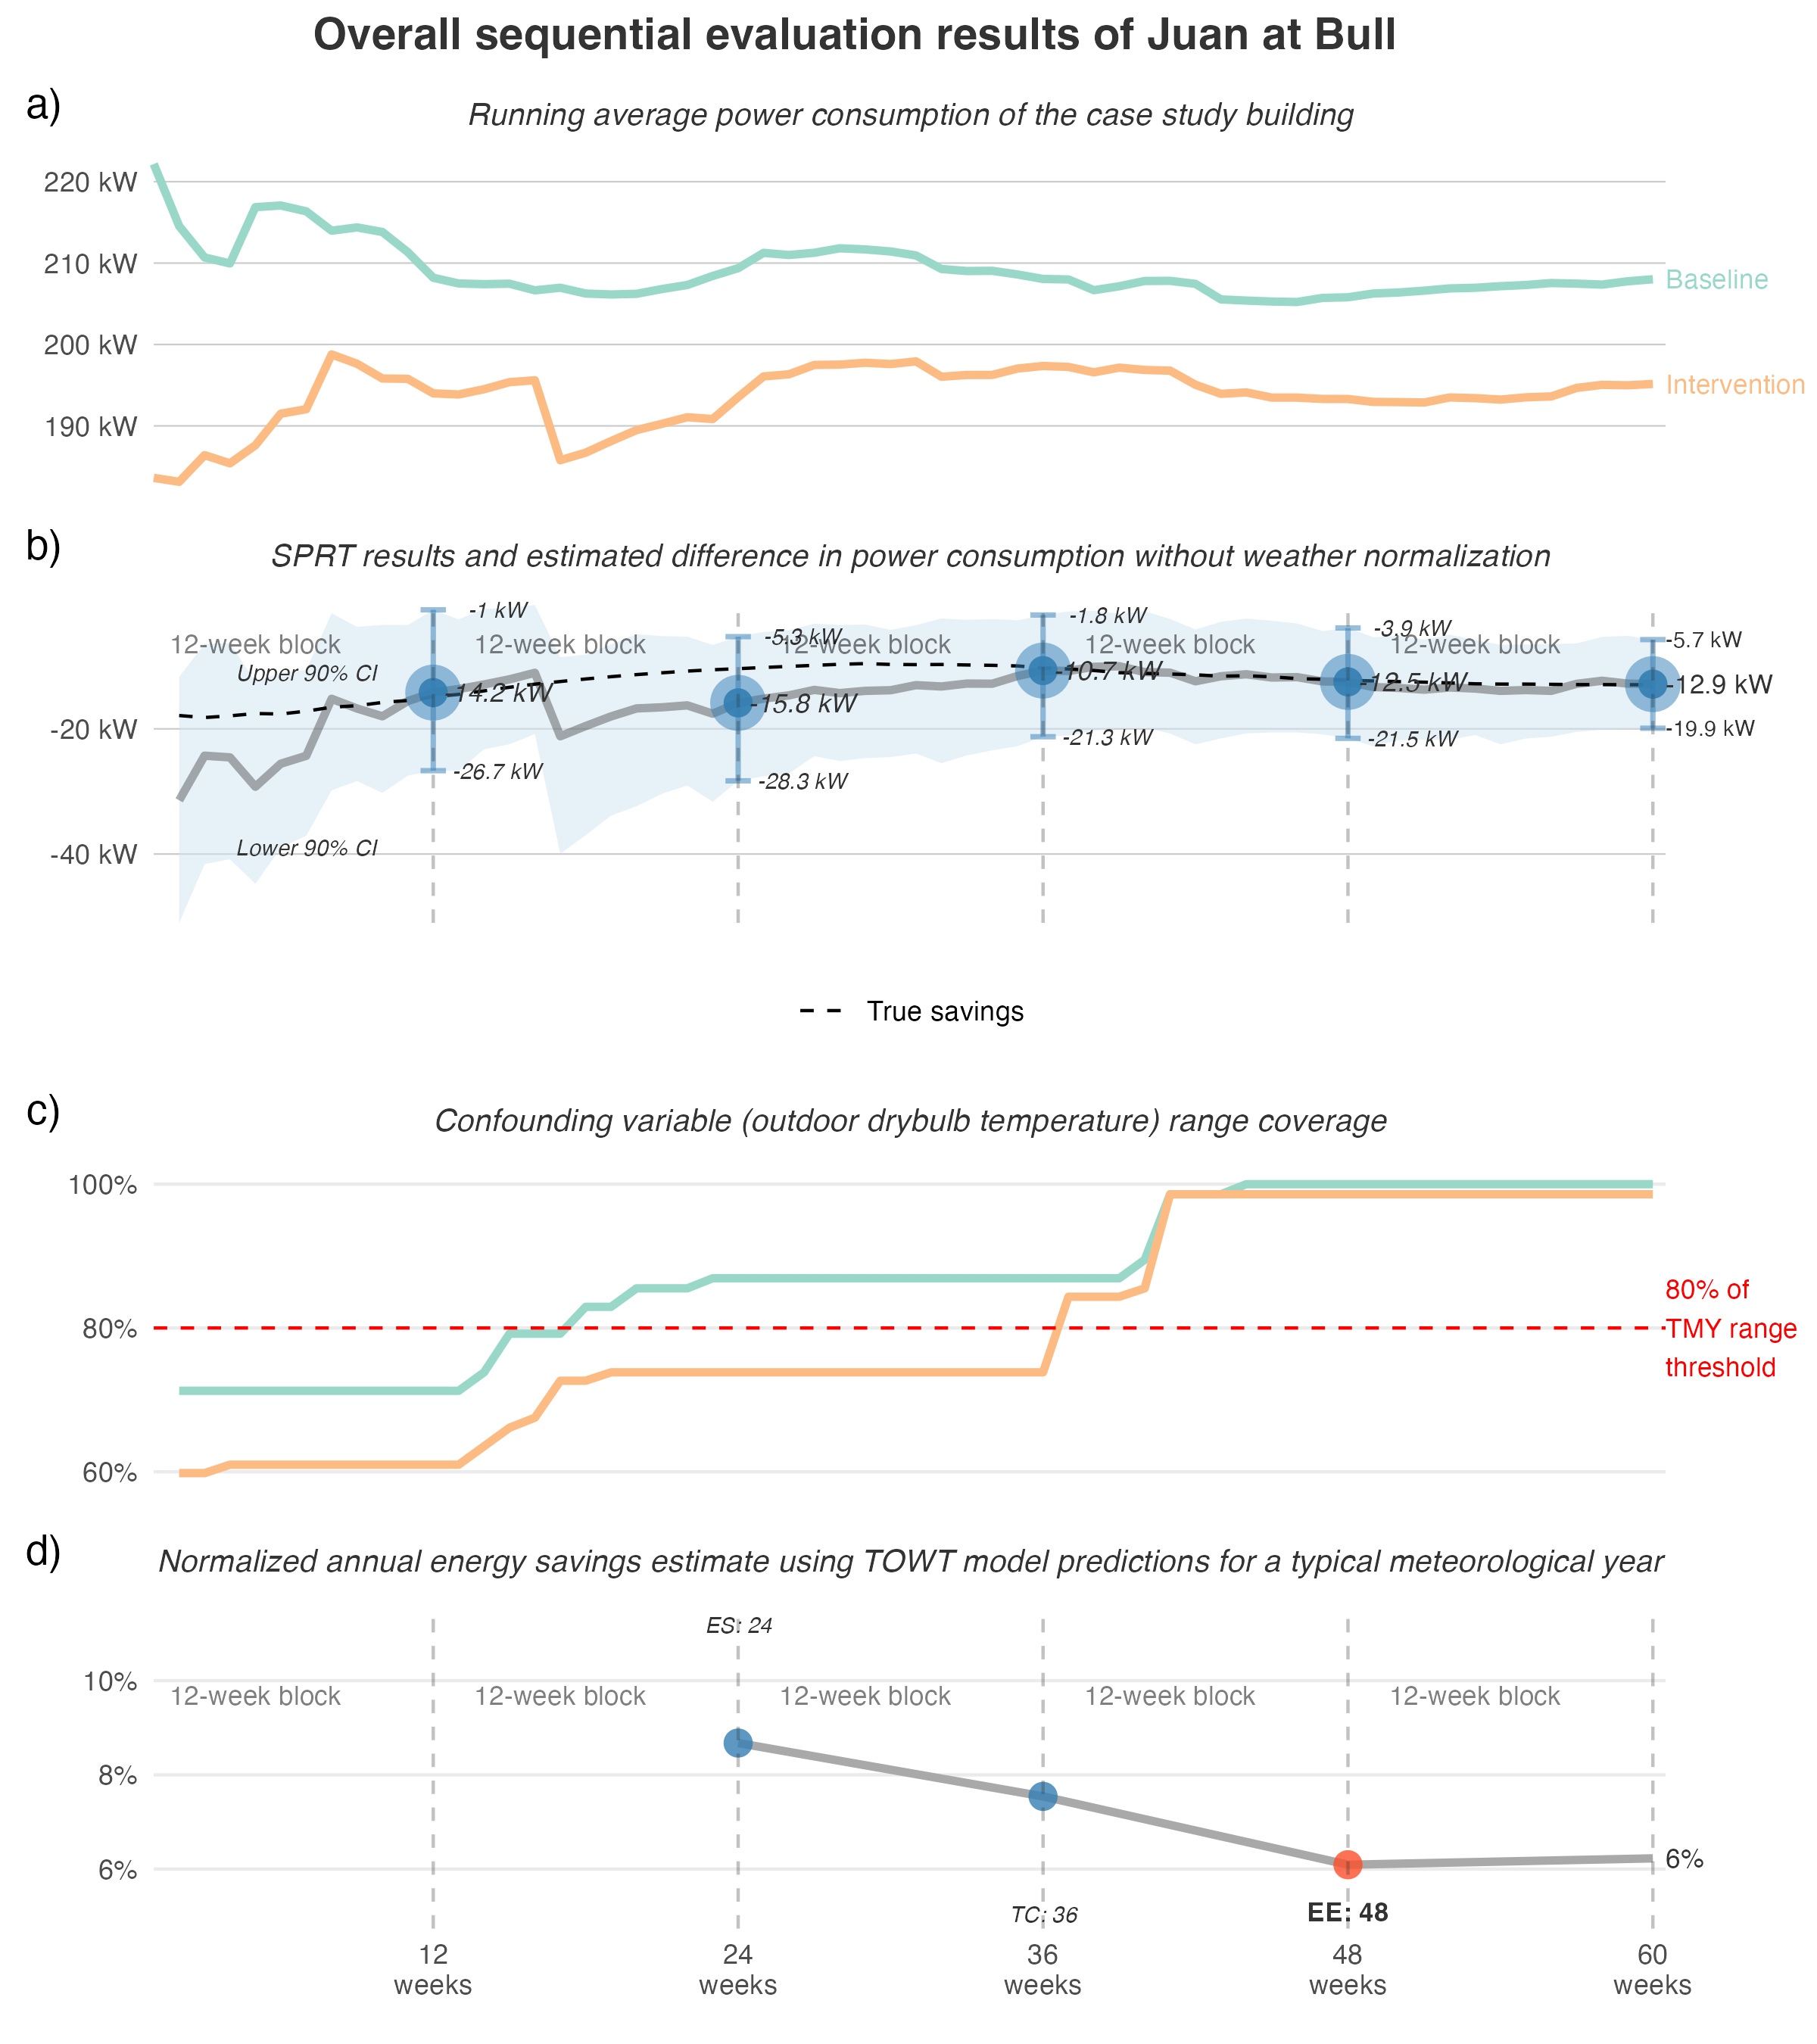 Overall sequential evaluation results of Juan at Bull
a)
Running average power consumption of the case study building
220 kW
210 kW
200 kW
190 kW
Baseline
Intervention
b)
SPRT results and estimated difference in power consumption without weather normalization
-1 kW
-5.3 kW
-1.8 kW
-3.9 kW
-5.7 kW
12-week block
12-week block
12-week block
12-week block
12-week block
Upper 90% CI
-14.2 kW
-15.8 kW
-10.7 kW
-12.5 kW
-12.9 kW
-20 kW
-26.7 kW
-28.3 kW
-21.3 kW
-21.5 kW
-19.9 kW
Lower 90% CI
-40 kW
True savings
c)
Confounding variable (outdoor drybulb temperature) range coverage
100%
80%
60%
80% of
TMY range
threshold
d)
Normalized annual energy savings estimate using TOWT model predictions for a typical meteorological year
ES: 24
10%
12-week block
12-week block
12-week block
12-week block
12-week block
8%
6%
6%
TC: 36
EE: 48
12
weeks
24
weeks
36
weeks
48
weeks
60
weeks